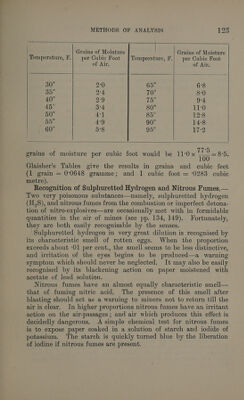 METHODS OF ANALYSIS 125
Temperature, F. Grains of Moisture per Cubic Foot of Air. Temperature, F. Grains of Moisture per Cubic Foot of Air.
30° 2·0 65° 6·8
35° 2·4 70° 8·0
40° 2·9 75° 9·4
45° 3·4 80° 11·0
50° 4·1 85° 12·8
55° 4·9 90° 14·8
60° 5·8 95° 17·2
grains of moisture per cubic foot would be 11·0 × 77·5/100 = 8·5.
Glaisher's Tables give the results in grains and cubic feet
(1 grain = 0·0648 gramme; and 1 cubic foot = ·0283 cubic
metre).
Recognition of Sulphuretted Hydrogen and Nitrous Fumes.—
Two very poisonous substances—namely, sulphuretted hydrogen
(H₂S), and nitrous fumes from the combustion or imperfect detona-
tion of nitro-explosives—are occasionally met with in formidable
quantities in the air of mines (see pp. 134, 149). Fortunately,
they are both easily recognisable by the senses.
Sulphuretted hydrogen in very great dilution is recognised by
its characteristic smell of rotten eggs. When the proportion
exceeds about ·01 per cent., the smell seems to be less distinctive,
and irritation of the eyes begins to be produced—a warning
symptom which should never be neglected. It may also be easily
recognised by its blackening action on paper moistened with
acetate of lead solution.
Nitrous fumes have an almost equally characteristic smell—
that of fuming nitric acid. The presence of this smell after
blasting should act as a warning to miners not to return till the
air is clear. In higher proportions nitrous fumes have an irritant
action on the air-passages; and air which produces this effect is
decidedly dangerous. A simple chemical test for nitrous fumes
is to expose paper soaked in a solution of starch and iodide of
potassium. The starch is quickly turned blue by the liberation
of iodine if nitrous fumes are present.